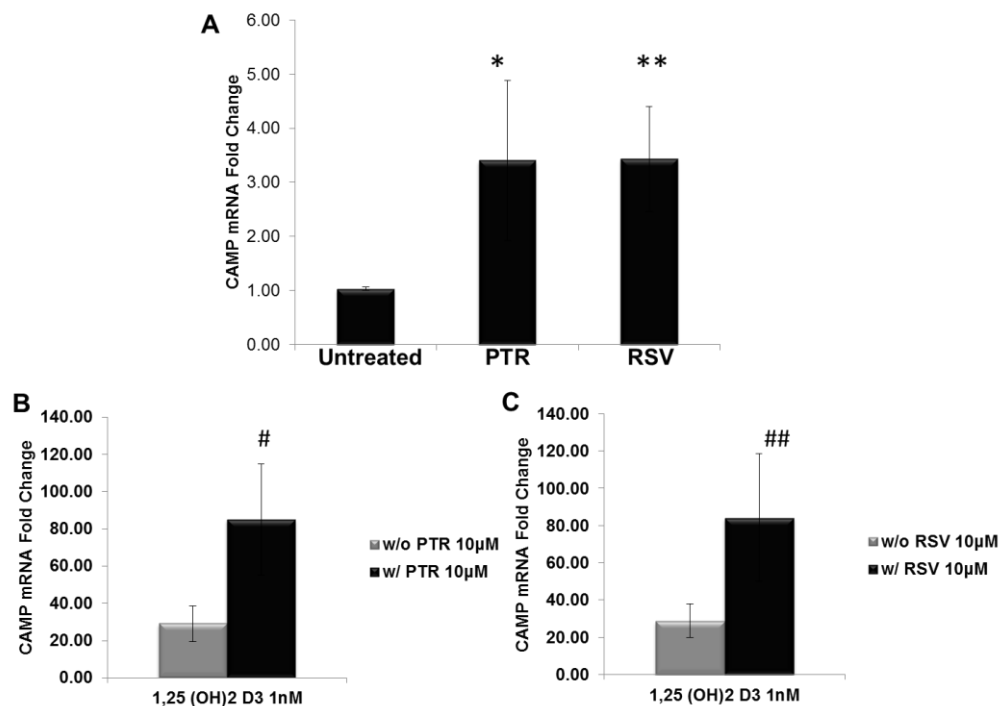 A
CAMP mRNA Fold Change
6.00
5.00
4.00
3.00
2.00
1.00
0.00
*
**
Untreated PTR RSV
B
CAMP mRNA Fold Change
140.00
120.00
100.00
80.00
60.00
40.00
20.00
0.00
#
w/o PTR 10µM
w/ PTR 10µM
1,25 (OH)2 D3 1nM
C
CAMP mRNA Fold Change
140.00
120.00
100.00
80.00
60.00
40.00
20.00
0.00
##
w/o RSV 10µM
w/ RSV 10µM
1,25 (OH)2 D3 1nM